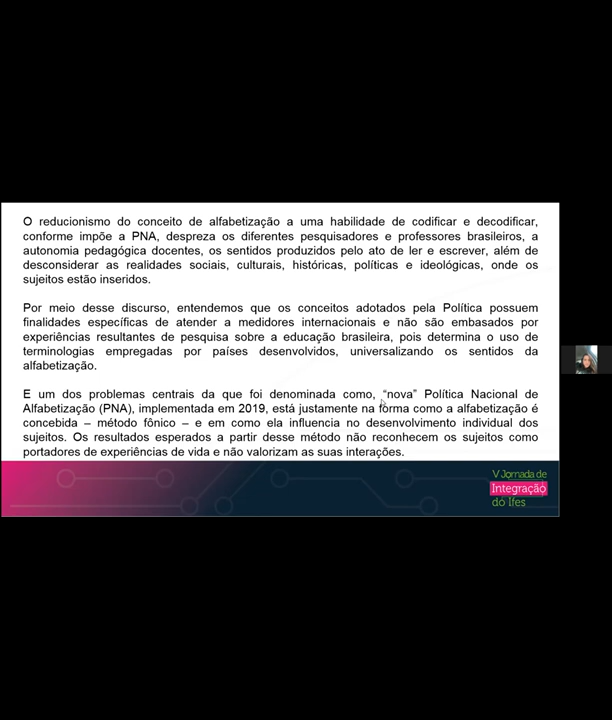 O reducionismo do conceito de alfabetização a uma habilidade de codificar e decodificar,
conforme impõe a PNA, despreza os diferentes pesquisadores e professores brasileiros, a
autonomia pedagógica docentes, os sentidos produzidos pelo ato de ler e escrever, além de
desconsiderar as realidades sociais, culturais, históricas, políticas e ideológicas, onde os
sujeitos estão inseridos.
Por meio desse discurso, entendemos que os conceitos adotados pela Política possuem
finalidades específicas de atender a medidores internacionais e não são embasados por
experiências resultantes de pesquisa sobre a educação brasileira, pois determina o uso de
terminologias empregadas por países desenvolvidos, universalizando os sentidos da
alfabetização.
E um dos problemas centrais da que foi denominada como, “nova” Política Nacional de
Alfabetização (PNA), implementada em 2019, está justamente na forma como a alfabetização é
concebida – método fônico – e em como ela influencia no desenvolvimento individual dos
sujeitos. Os resultados esperados a partir desse método não reconhecem os sujeitos como
portadores de experiências de vida e não valorizam as suas interações.
V Jornada de
Integração
do Ifes